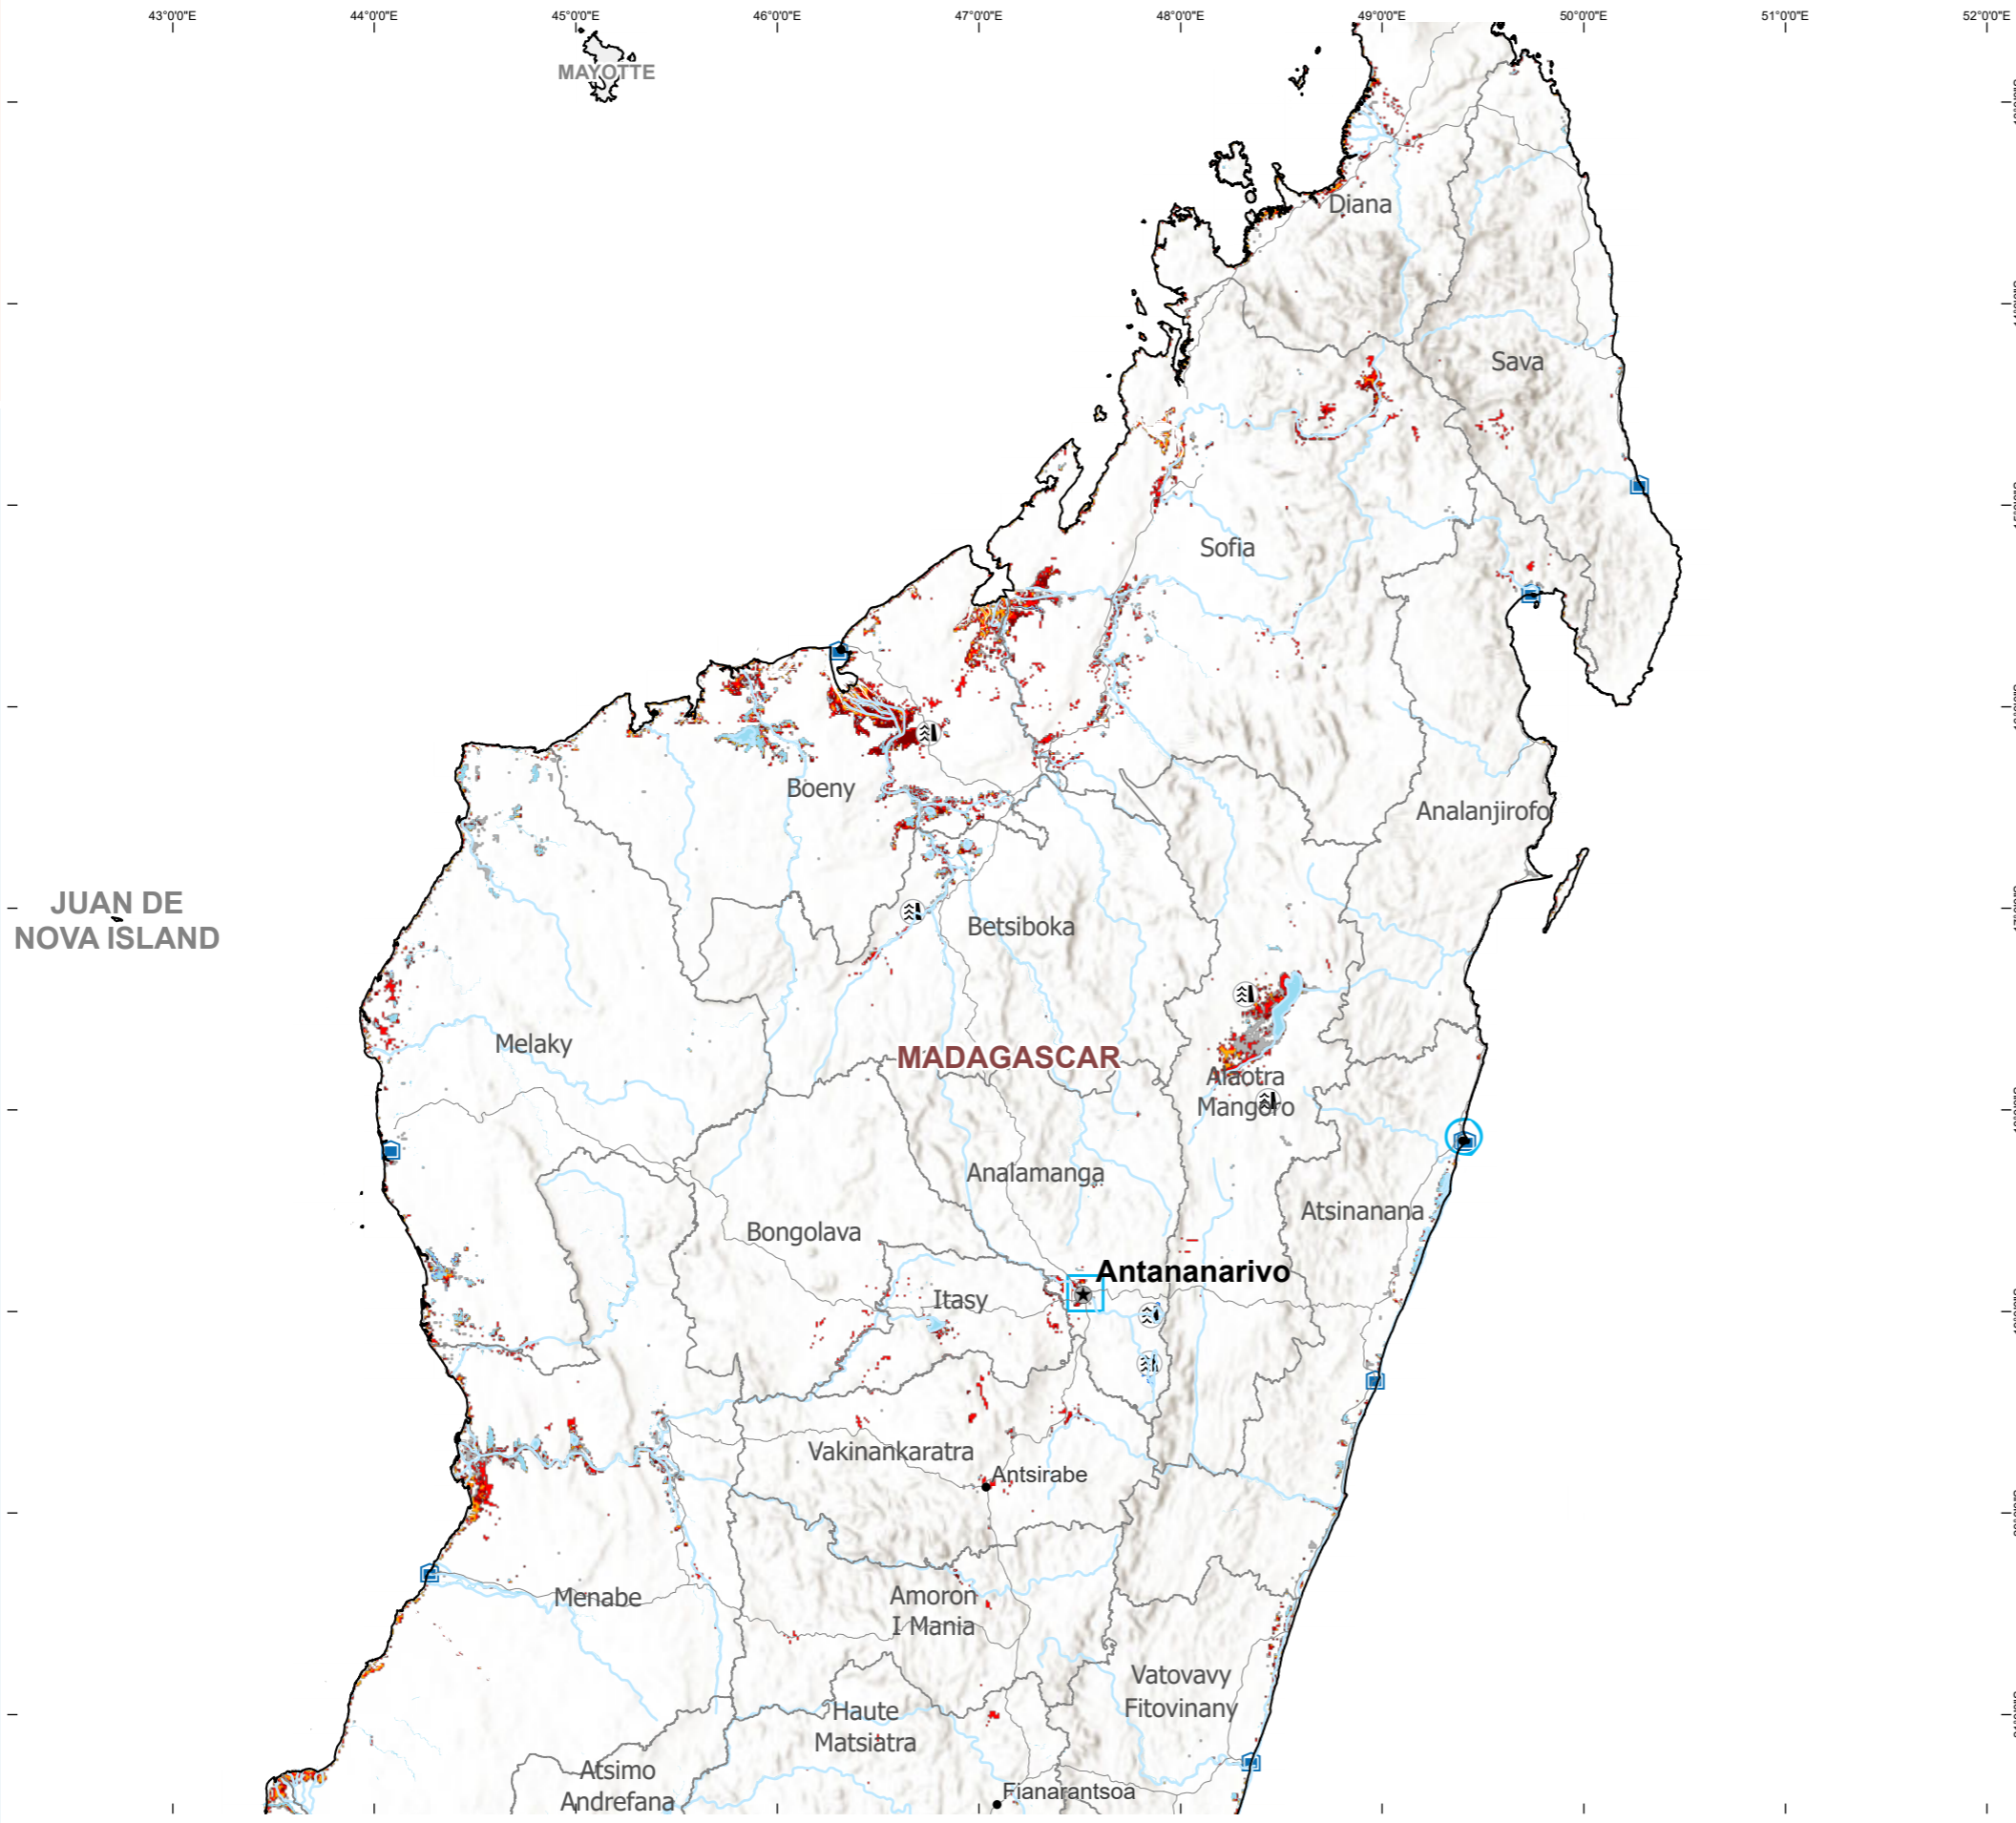 43°0'0"E
44°0'0"E
45°0'0"E
46°0'0"E
47°0'0"E
48°0'0"E
49°0'0"E
50°0'0"E
51°0'0"E
52°0'0"E
MAYOTTE
Diana
Sava
Sofia
Boeny
Analanjirofo
JUAN DE
NOVA ISLAND
Betsiboka
Melaky
MADAGASCAR
Alaotra
Mangoro
Analamanga
Atsinanana
Bongolava
Antananarivo
Itasy
Vakinankaratra
Antsirabe
Menabe
Amoron
I Mania
Vatovavy
Fitovinany
Haute
Matsiatra
Atsimo
Andrefana
Fianarantsoa